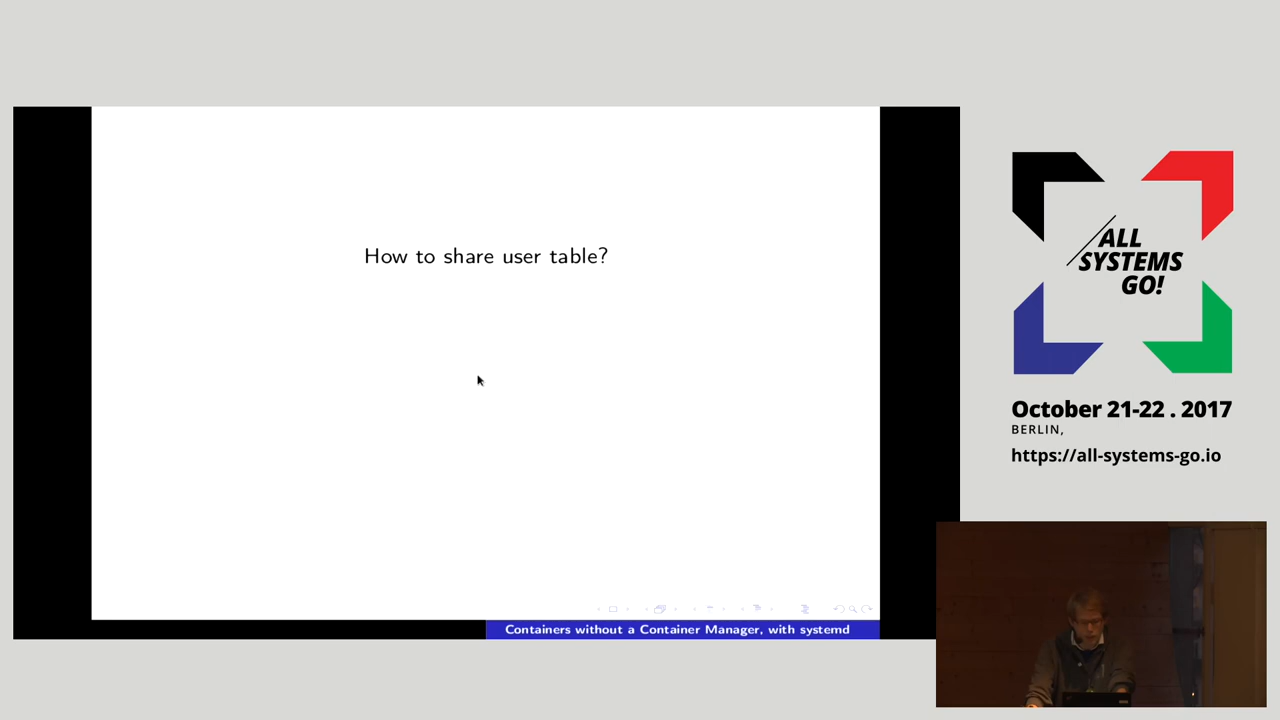 How to share user table?
Containers without a Container Manager, with systemd
ALL
SYSTEMS
GO!
October 21-22 . 2017
BERLIN,
https://all-systems-go.io